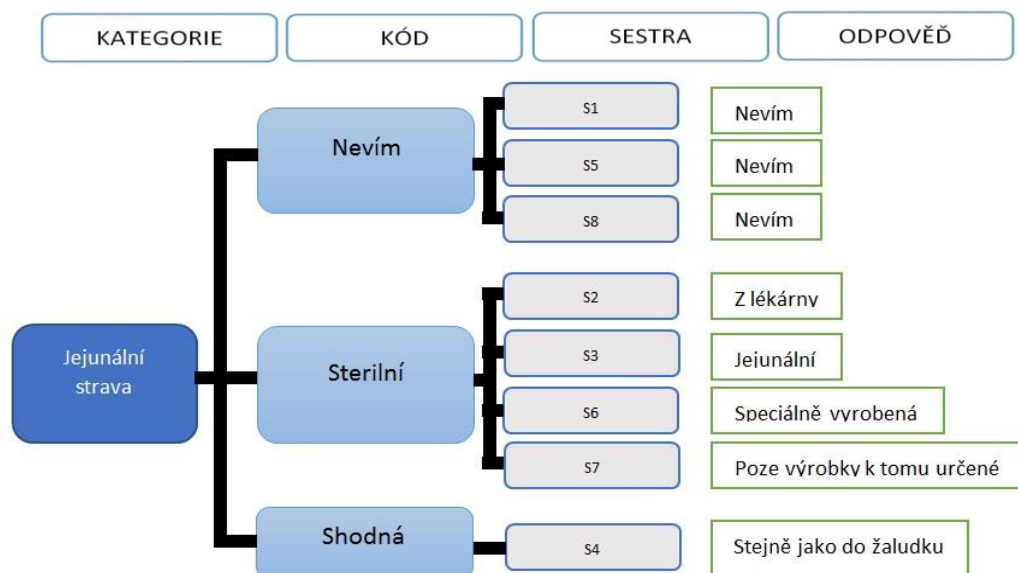 KATEGORIE
KÓD
SESTRA
ODPOVĚĎ
Jejunální
strava
Nevím
S1
Nevím
S5
Nevím
S8
Nevím
Sterilní
S2
Z lékárny
S3
Jejunální
S6
Speciálně vyrobená
S7
Poze výrobky k tomu určené
Shodná
S4
Stejně jako do žaludku